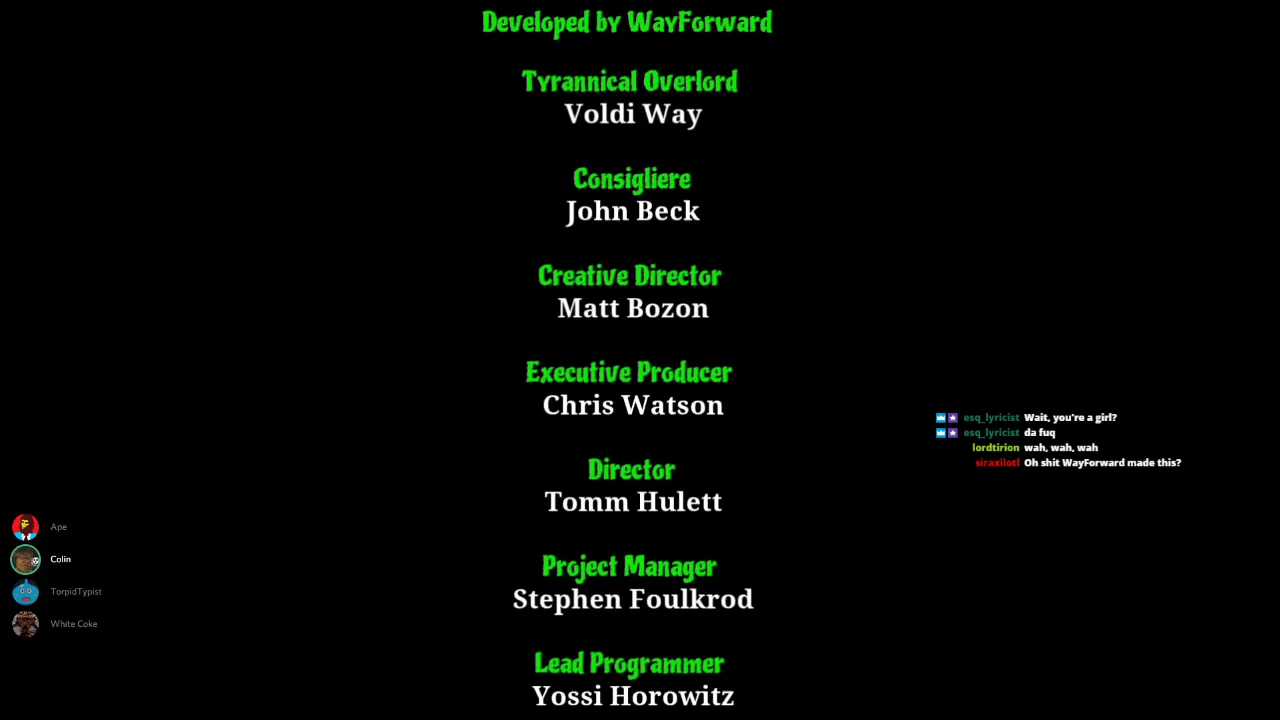 Developed by WayForward
Tyrannical Overlord
Voldi Way
Consigliere
John Beck
Creative Director
Matt Bozon
Executive Producer
Chris Watson
Director
Tomm Hulett
Project Manager
Stephen Foulkrod
Lead Programmer
Yossi Horowitz
esq_lyricist Wait, you're a girl?
esq_lyricist da fuq
lordtirion wah, wah, wah
siraxilotl Oh shit WayForward made this?
Ape
Colin
TorpidTypist
White Coke